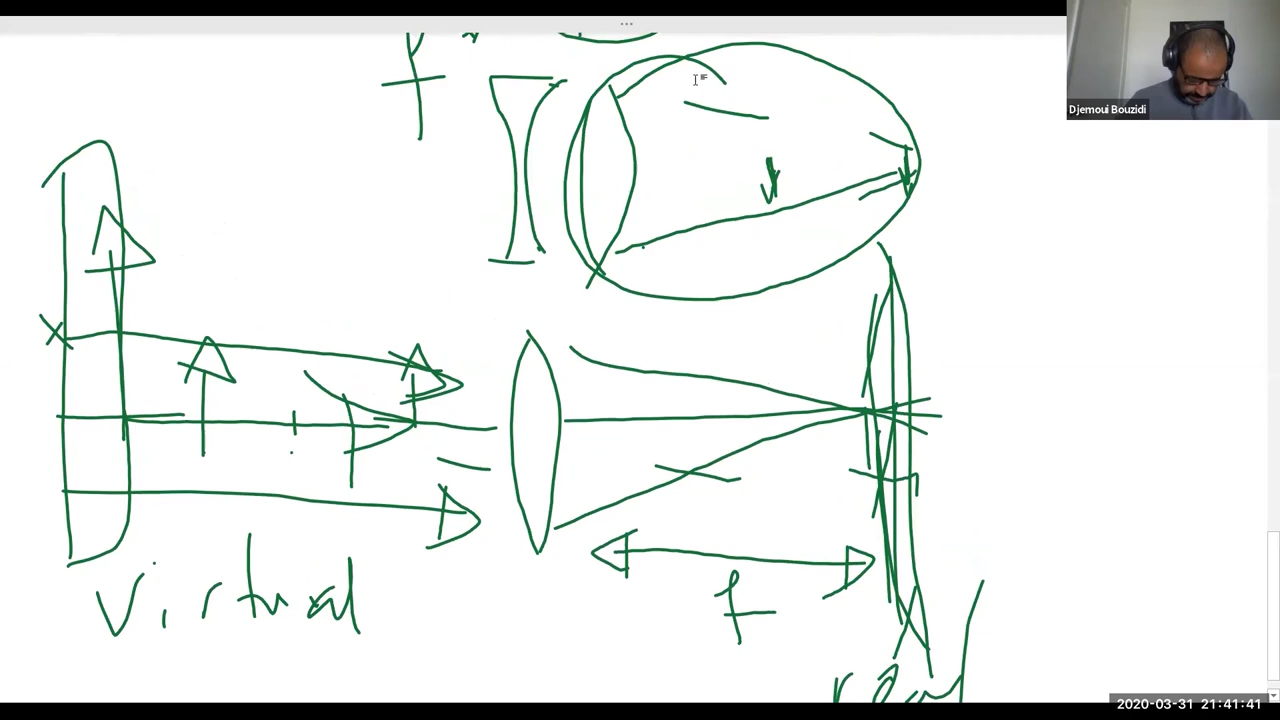 f
Djemoui Bouzidi
Virtual
f
real
2020-03-31 21:41:41